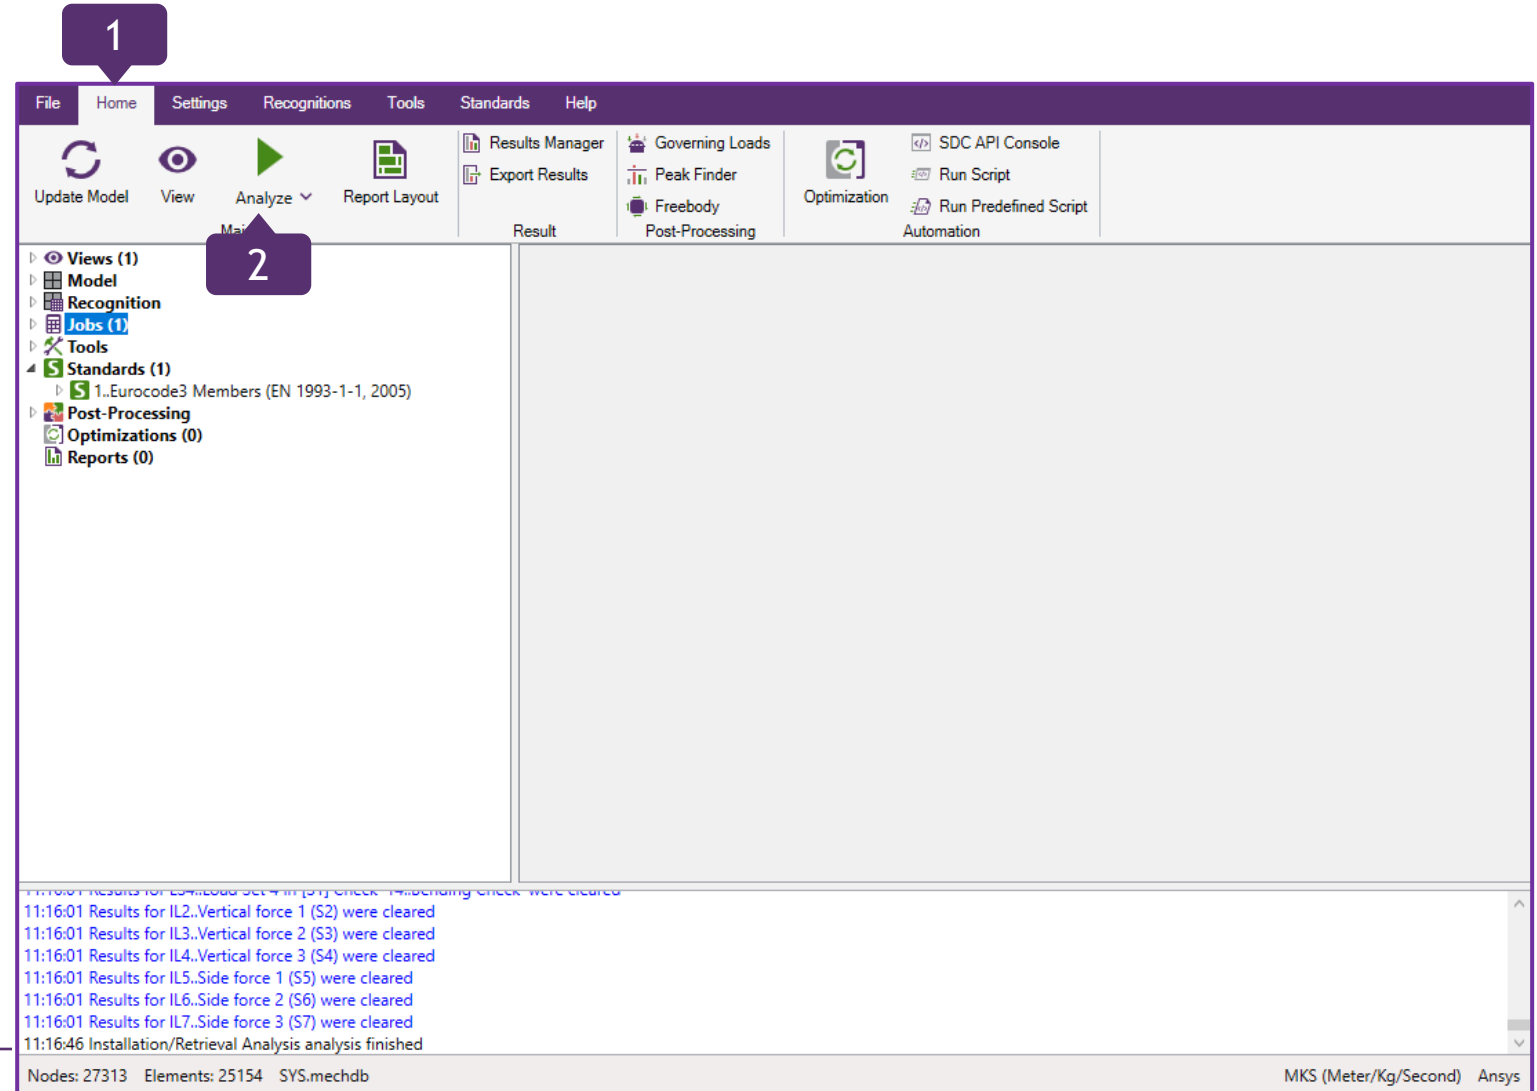 1
File Home Settings Recognitions Tools Standards Help
Results Manager Governing Loads SDC API Console
Export Results Peak Finder Run Script
Update Model View Analyze Report Layout Optimization
Freebody Run Predefined Script
Result Post-Processing Automation
2
Views (1)
Model
Recognition
Jobs (1)
Tools
S Standards (1)
S 1..Eurocode3 Members (EN 1993-1-1, 2005)
Post-Processing
Optimizations (0)
Reports (0)
11:16:01 Results for IL2..Vertical force 1 (S2) were cleared
11:16:01 Results for IL3..Vertical force 2 (S3) were cleared
11:16:01 Results for IL4..Vertical force 3 (S4) were cleared
11:16:01 Results for IL5..Side force 1 (S5) were cleared
11:16:01 Results for IL6..Side force 2 (S6) were cleared
11:16:01 Results for IL7..Side force 3 (S7) were cleared
11:16:46 Installation/Retrieval Analysis analysis finished
Nodes: 27313 Elements: 25154 SYS.mechdb MKS (Meter/Kg/Second) Ansys